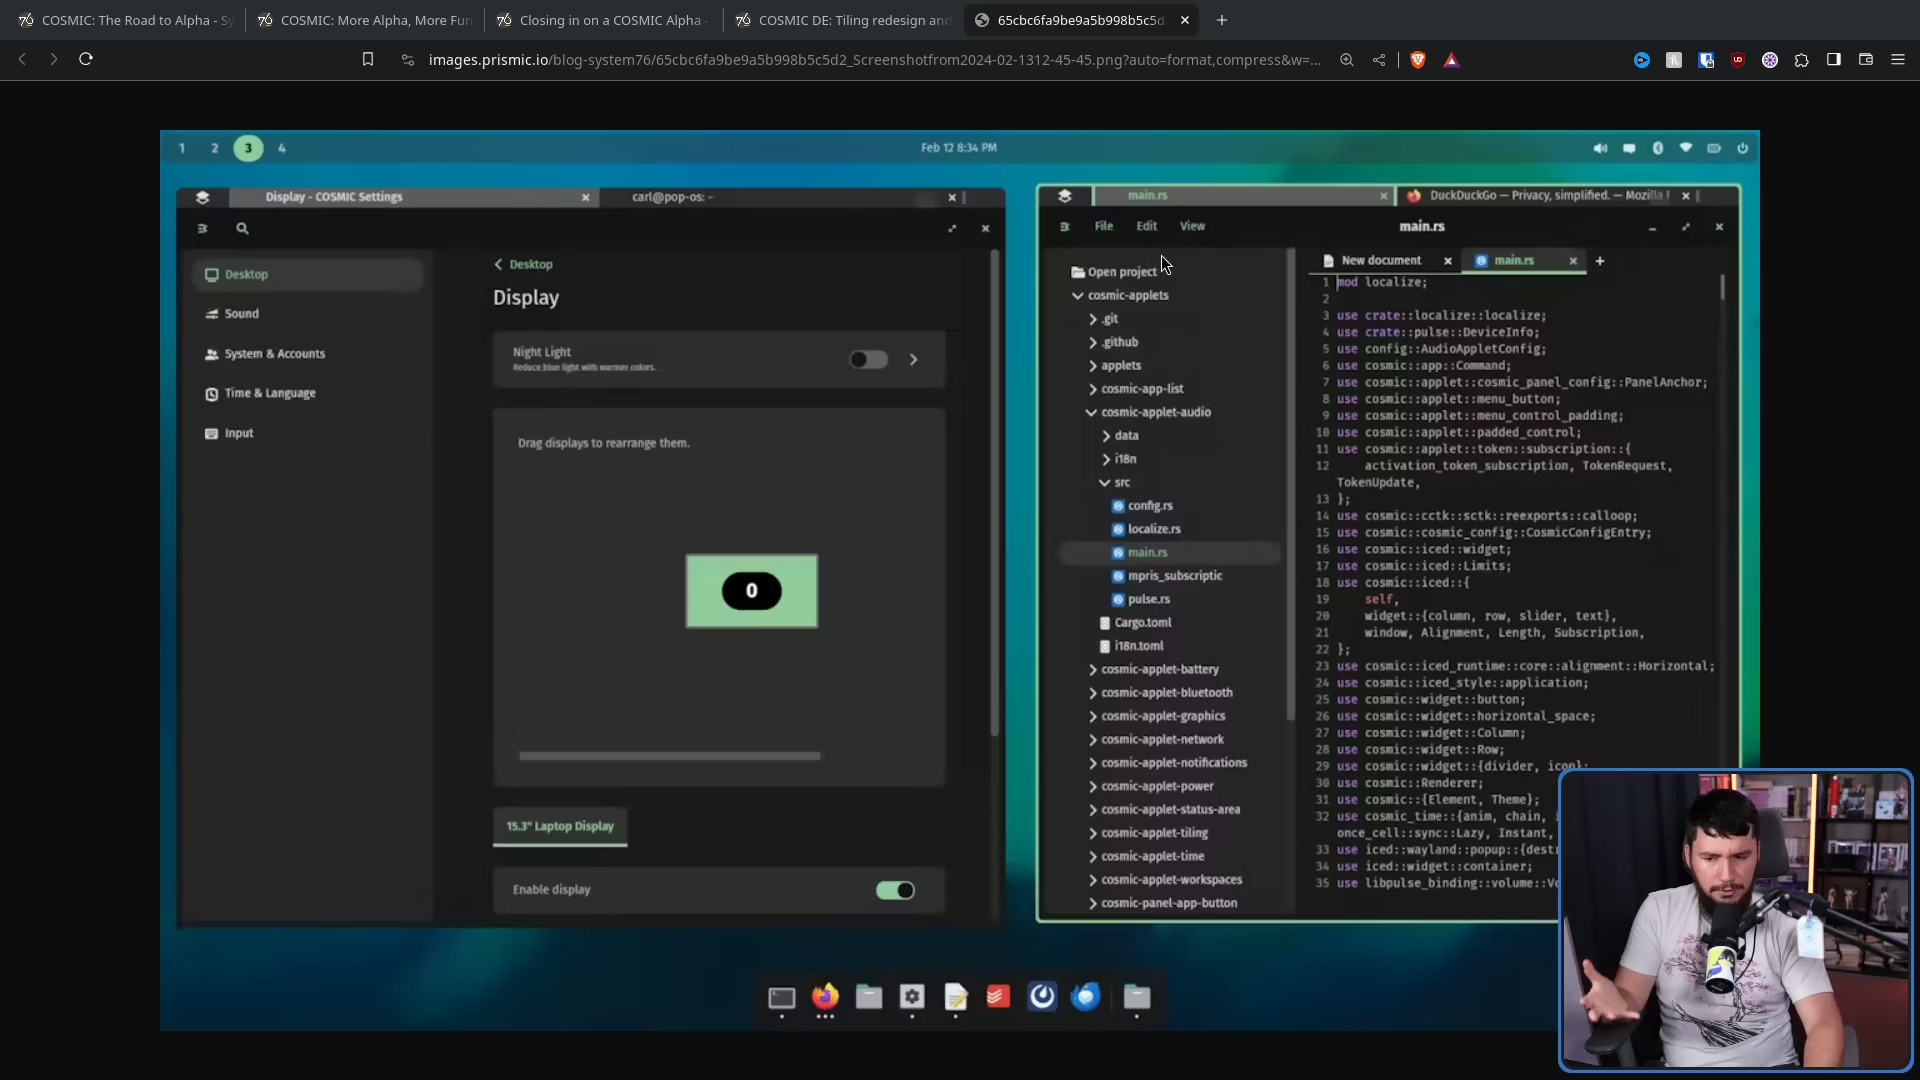 COSMIC: The Road to Alpha - Sy
COSMIC: More Alpha, More Fun
Closing in on a COSMIC Alpha -
COSMIC DE: Tiling redesign and
65cbc6fa9be9a5b998b5c5d
images.prismic.io/blog-system76/65cbc6fa9be9a5b998b5c5d2_Screenshotfrom2024-02-1312-45-45.png?auto=format,compress&w=...
1 2 3 4
Feb 12 8:34 PM
Display - COSMIC Settings
carl@pop-os: ~
Desktop
Sound
System & Accounts
Time & Language
Input
Desktop
Display
Night Light
Reduce blue light with warmer colors.
Drag displays to rearrange them.
0
15.3" Laptop Display
Enable display
main.rs
DuckDuckGo — Privacy, simplified. — Mozilla
File Edit View
main.rs
Open project
cosmic-applets
.git
.github
applets
cosmic-app-list
cosmic-applet-audio
data
i18n
src
config.rs
localize.rs
main.rs
mpris_subscriptic
pulse.rs
Cargo.toml
i18n.toml
cosmic-applet-battery
cosmic-applet-bluetooth
cosmic-applet-graphics
cosmic-applet-network
cosmic-applet-notifications
cosmic-applet-power
cosmic-applet-status-area
cosmic-applet-tiling
cosmic-applet-time
cosmic-applet-workspaces
cosmic-panel-app-button
New document
main.rs
1 mod localize;
2
3 use crate::localize::localize;
4 use crate::pulse::DeviceInfo;
5 use config::AudioAppletConfig;
6 use cosmic::app::Command;
7 use cosmic::applet::cosmic_panel_config::PanelAnchor;
8 use cosmic::applet::menu_button;
9 use cosmic::applet::menu_control_padding;
10 use cosmic::applet::padded_control;
11 use cosmic::applet::token::subscription::{
12 activation_token_subscription, TokenRequest,
TokenUpdate,
13 };
14 use cosmic::cctk::sctk::reexports::calloop;
15 use cosmic::cosmic_config::CosmicConfigEntry;
16 use cosmic::iced::widget;
17 use cosmic::iced::Limits;
18 use cosmic::iced::{
19 self,
20 widget::{column, row, slider, text},
21 window, Alignment, Length, Subscription,
22 };
23 use cosmic::iced_runtime::core::alignment::Horizontal;
24 use cosmic::iced_style::application;
25 use cosmic::widget::button;
26 use cosmic::widget::horizontal_space;
27 use cosmic::widget::Column;
28 use cosmic::widget::Row;
29 use cosmic::widget::{divider, icon};
30 use cosmic::Renderer;
31 use cosmic::{Element, Theme};
32 use cosmic_time::{anim, chain, i
once_cell::sync::Lazy, Instant,
33 use iced::wayland::popup::{dest
34 use iced::widget::container;
35 use libpulse_binding::volume::Vo